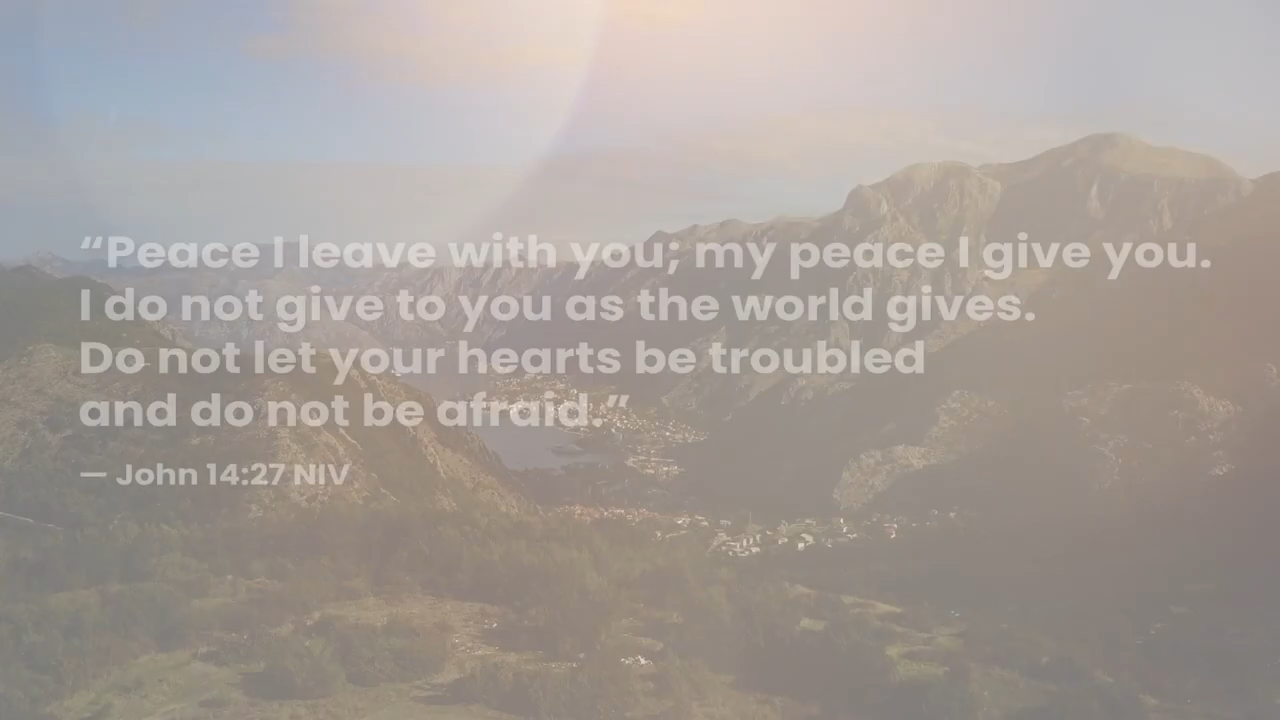 “Peace I leave with you; my peace I give you.
I do not give to you as the world gives.
Do not let your hearts be troubled
and do not be afraid.”
— John 14:27 NIV